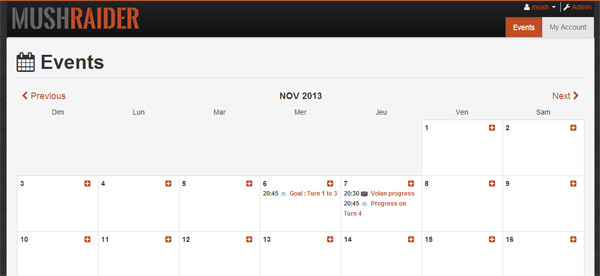 MUSHRAIDER
mush Admin
Events My Account
Events
Previous NOV 2013 Next
Dim Lun Mar Mer Jeu Ven Sam
1 2
3 4 5 6 7 8 9
20:45 Goal : Turn 1 to 3
20:30 Volan progress
20:45 Progress on
Turn 4
10 11 12 13 14 15 16